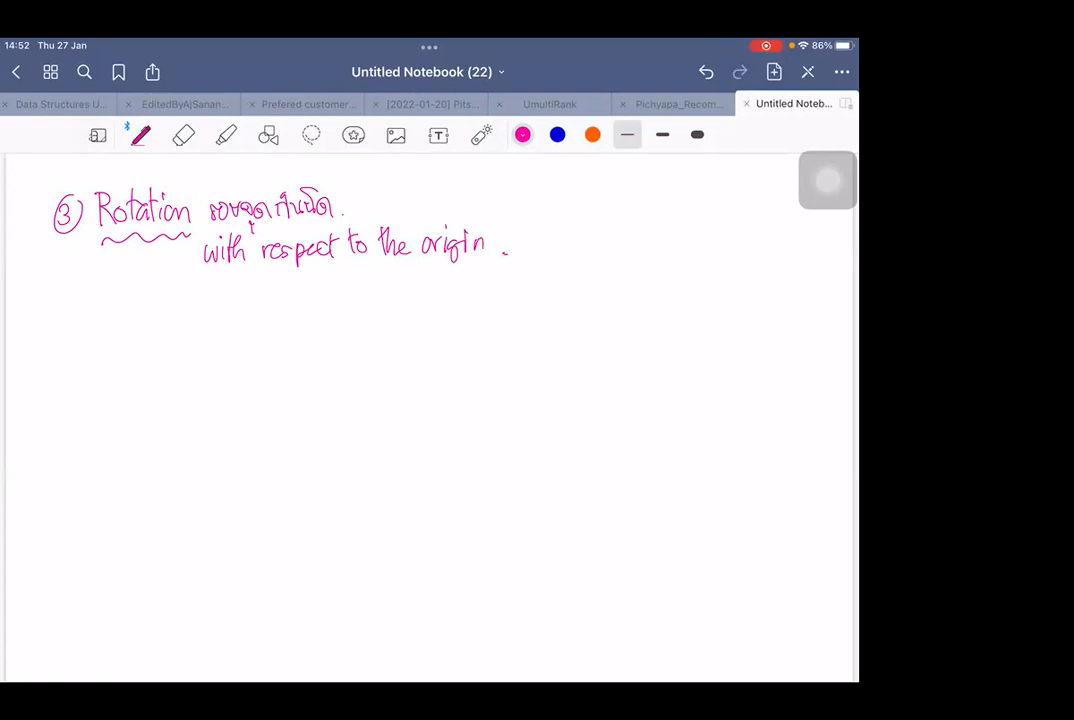 14:52 Thu 27 Jan
86%
Untitled Notebook (22)
Data Structures U...
EditedByAjSanan...
Prefered customer...
[2022-01-20] Pits...
UmultiRank
Pichyapa_Recom...
Untitled Noteb...
③ Rotation รอบจุดกำเนิด.
with respect to the origin.